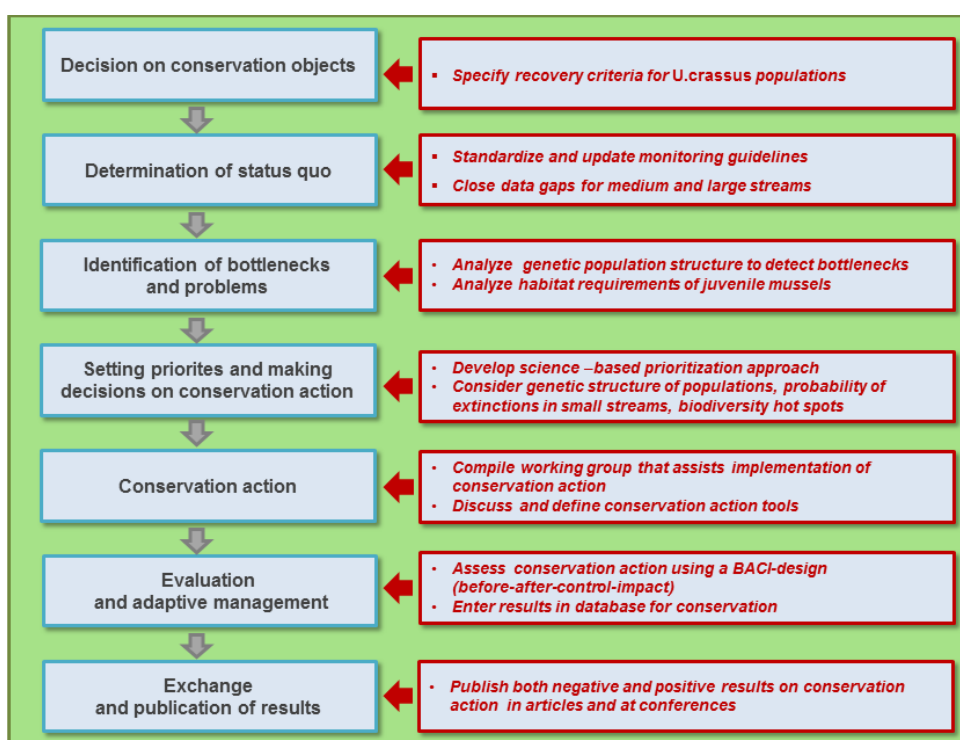 Decision on conservation objects
▪ Specify recovery criteria for U.crassus populations
Determination of status quo
▪ Standardize and update monitoring guidelines
▪ Close data gaps for medium and large streams
Identification of bottlenecks
and problems
• Analyze genetic population structure to detect bottlenecks
• Analyze habitat requirements of juvenile mussels
Setting priorites and making
decisions on conservation action
• Develop science –based prioritization approach
• Consider genetic structure of populations, probability of
extinctions in small streams, biodiversity hot spots
Conservation action
• Compile working group that assists implementation of
conservation action
• Discuss and define conservation action tools
Evaluation
and adaptive management
• Assess conservation action using a BACI-design
(before-after-control-impact)
• Enter results in database for conservation
Exchange
and publication of results
• Publish both negative and positive results on conservation
action in articles and at conferences